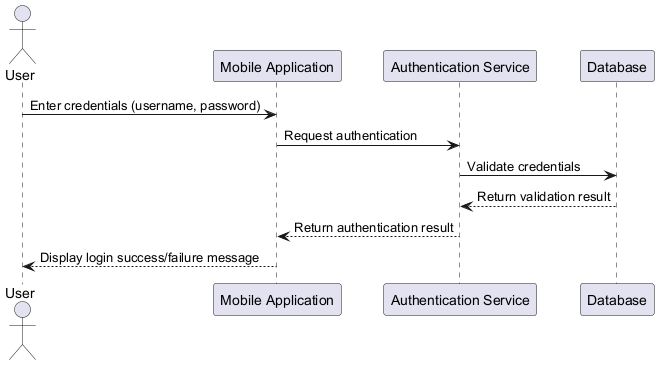 User
Mobile Application
Authentication Service
Database
Enter credentials (username, password)
Request authentication
Validate credentials
Return validation result
Return authentication result
Display login success/failure message
User
Mobile Application
Authentication Service
Database